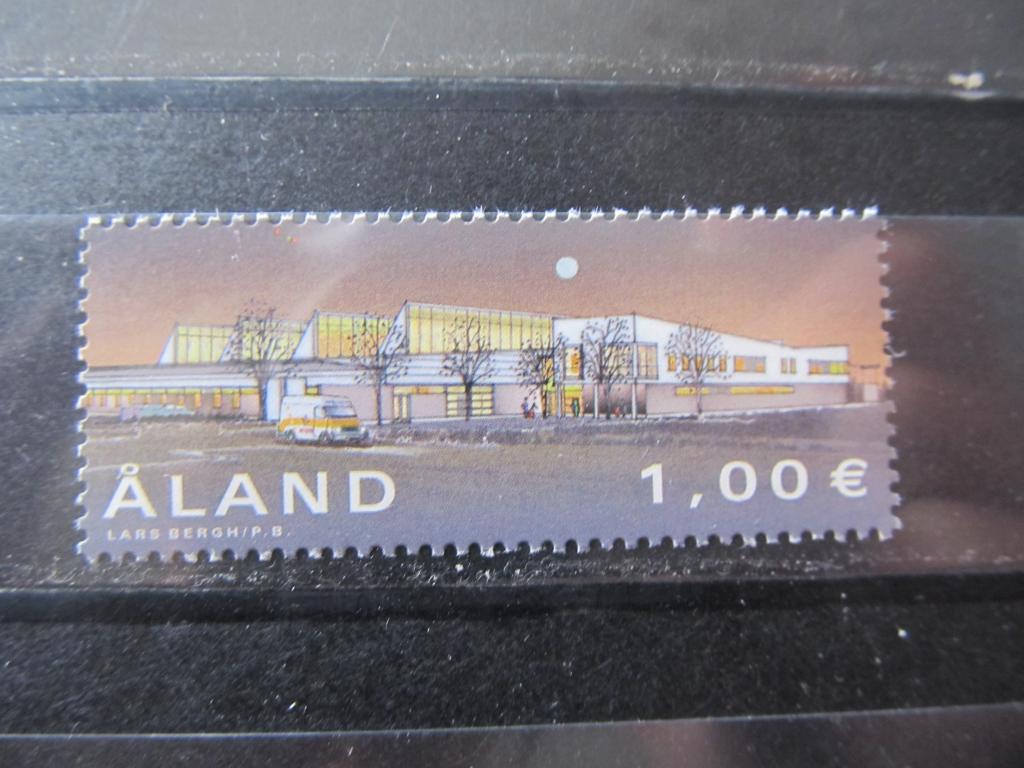 ÅLAND
1,00 €
LARS BERGH/P.B.